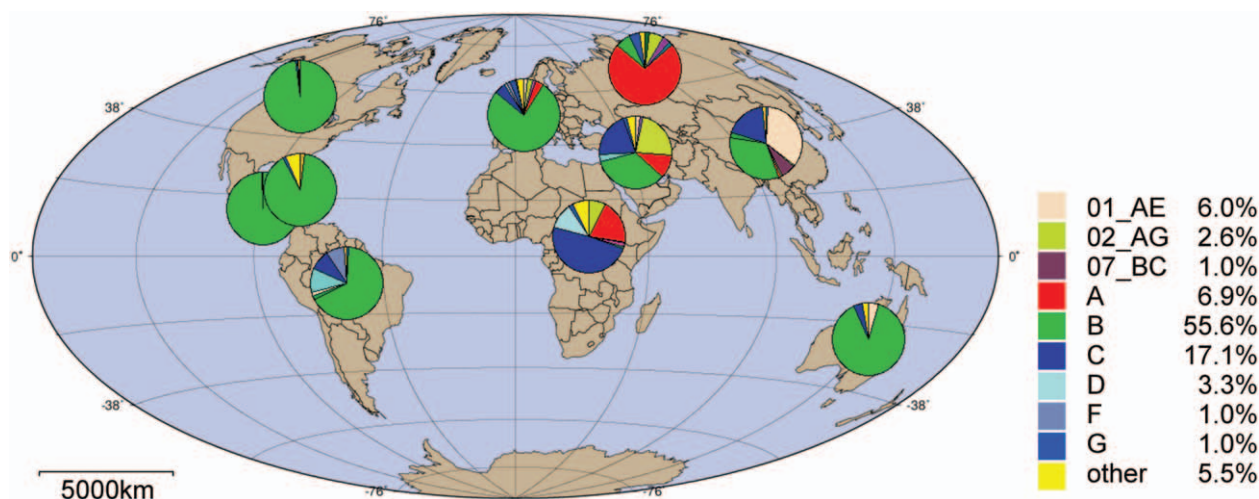 76°
76°
38°
38°
0°
0°
-38°
-38°
-76°
-76°
5000km
01_AE 6.0%
02_AG 2.6%
07_BC 1.0%
A 6.9%
B 55.6%
C 17.1%
D 3.3%
F 1.0%
G 1.0%
other 5.5%